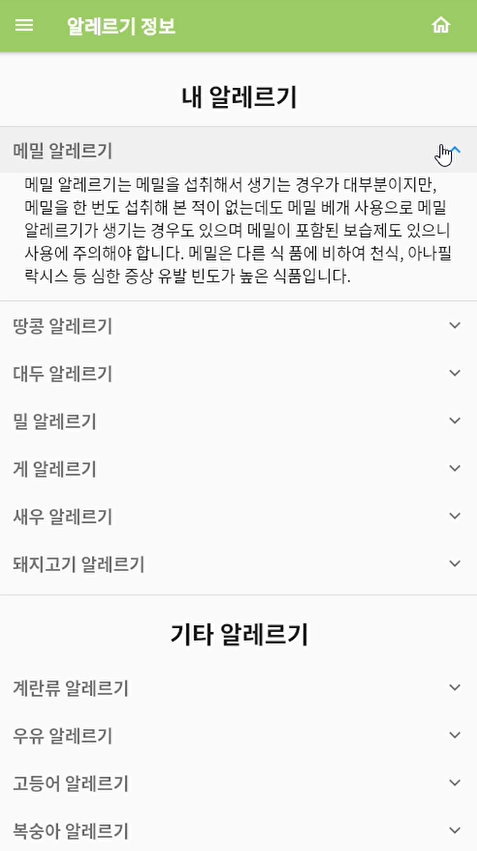 알레르기 정보
내 알레르기
메밀 알레르기
메밀 알레르기는 메밀을 섭취해서 생기는 경우가 대부분이지만,
메밀을 한 번도 섭취해 본 적이 없는데도 메밀 베개 사용으로 메밀
알레르기가 생기는 경우도 있으며 메밀이 포함된 보습제도 있으니
사용에 주의해야 합니다. 메밀은 다른 식 품에 비하여 천식, 아나필
락시스 등 심한 증상 유발 빈도가 높은 식품입니다.
땅콩 알레르기
대두 알레르기
밀 알레르기
게 알레르기
새우 알레르기
돼지고기 알레르기
기타 알레르기
계란류 알레르기
우유 알레르기
고등어 알레르기
복숭아 알레르기